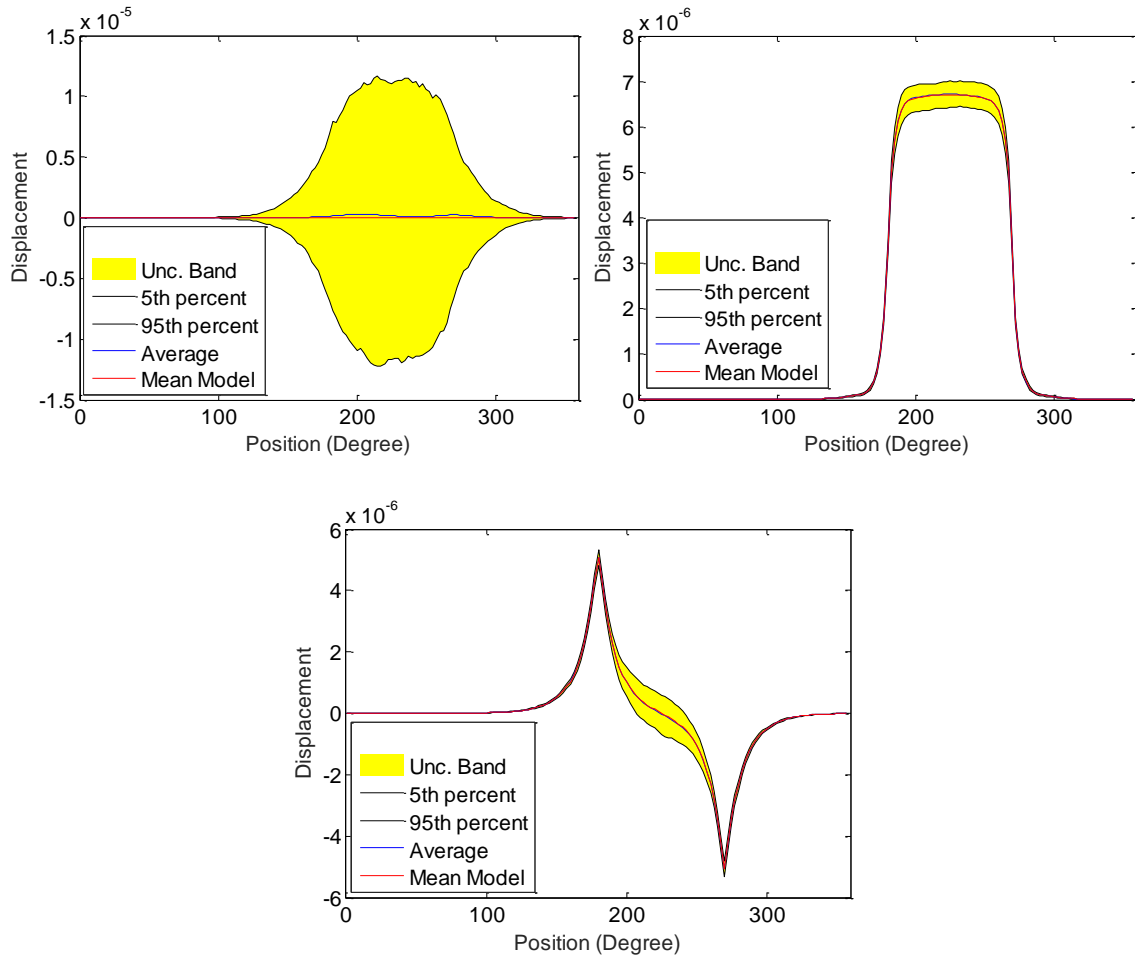 x 10^-5
1.5
1
0.5
0
-0.5
-1
-1.5
Displacement
0 100 200 300
Position (Degree)
Unc. Band
5th percent
95th percent
Average
Mean Model
x 10^-6
8
7
6
5
4
3
2
1
0
Displacement
0 100 200 300
Position (Degree)
Unc. Band
5th percent
95th percent
Average
Mean Model
x 10^-6
6
4
2
0
-2
-4
-6
Displacement
0 100 200 300
Position (Degree)
Unc. Band
5th percent
95th percent
Average
Mean Model